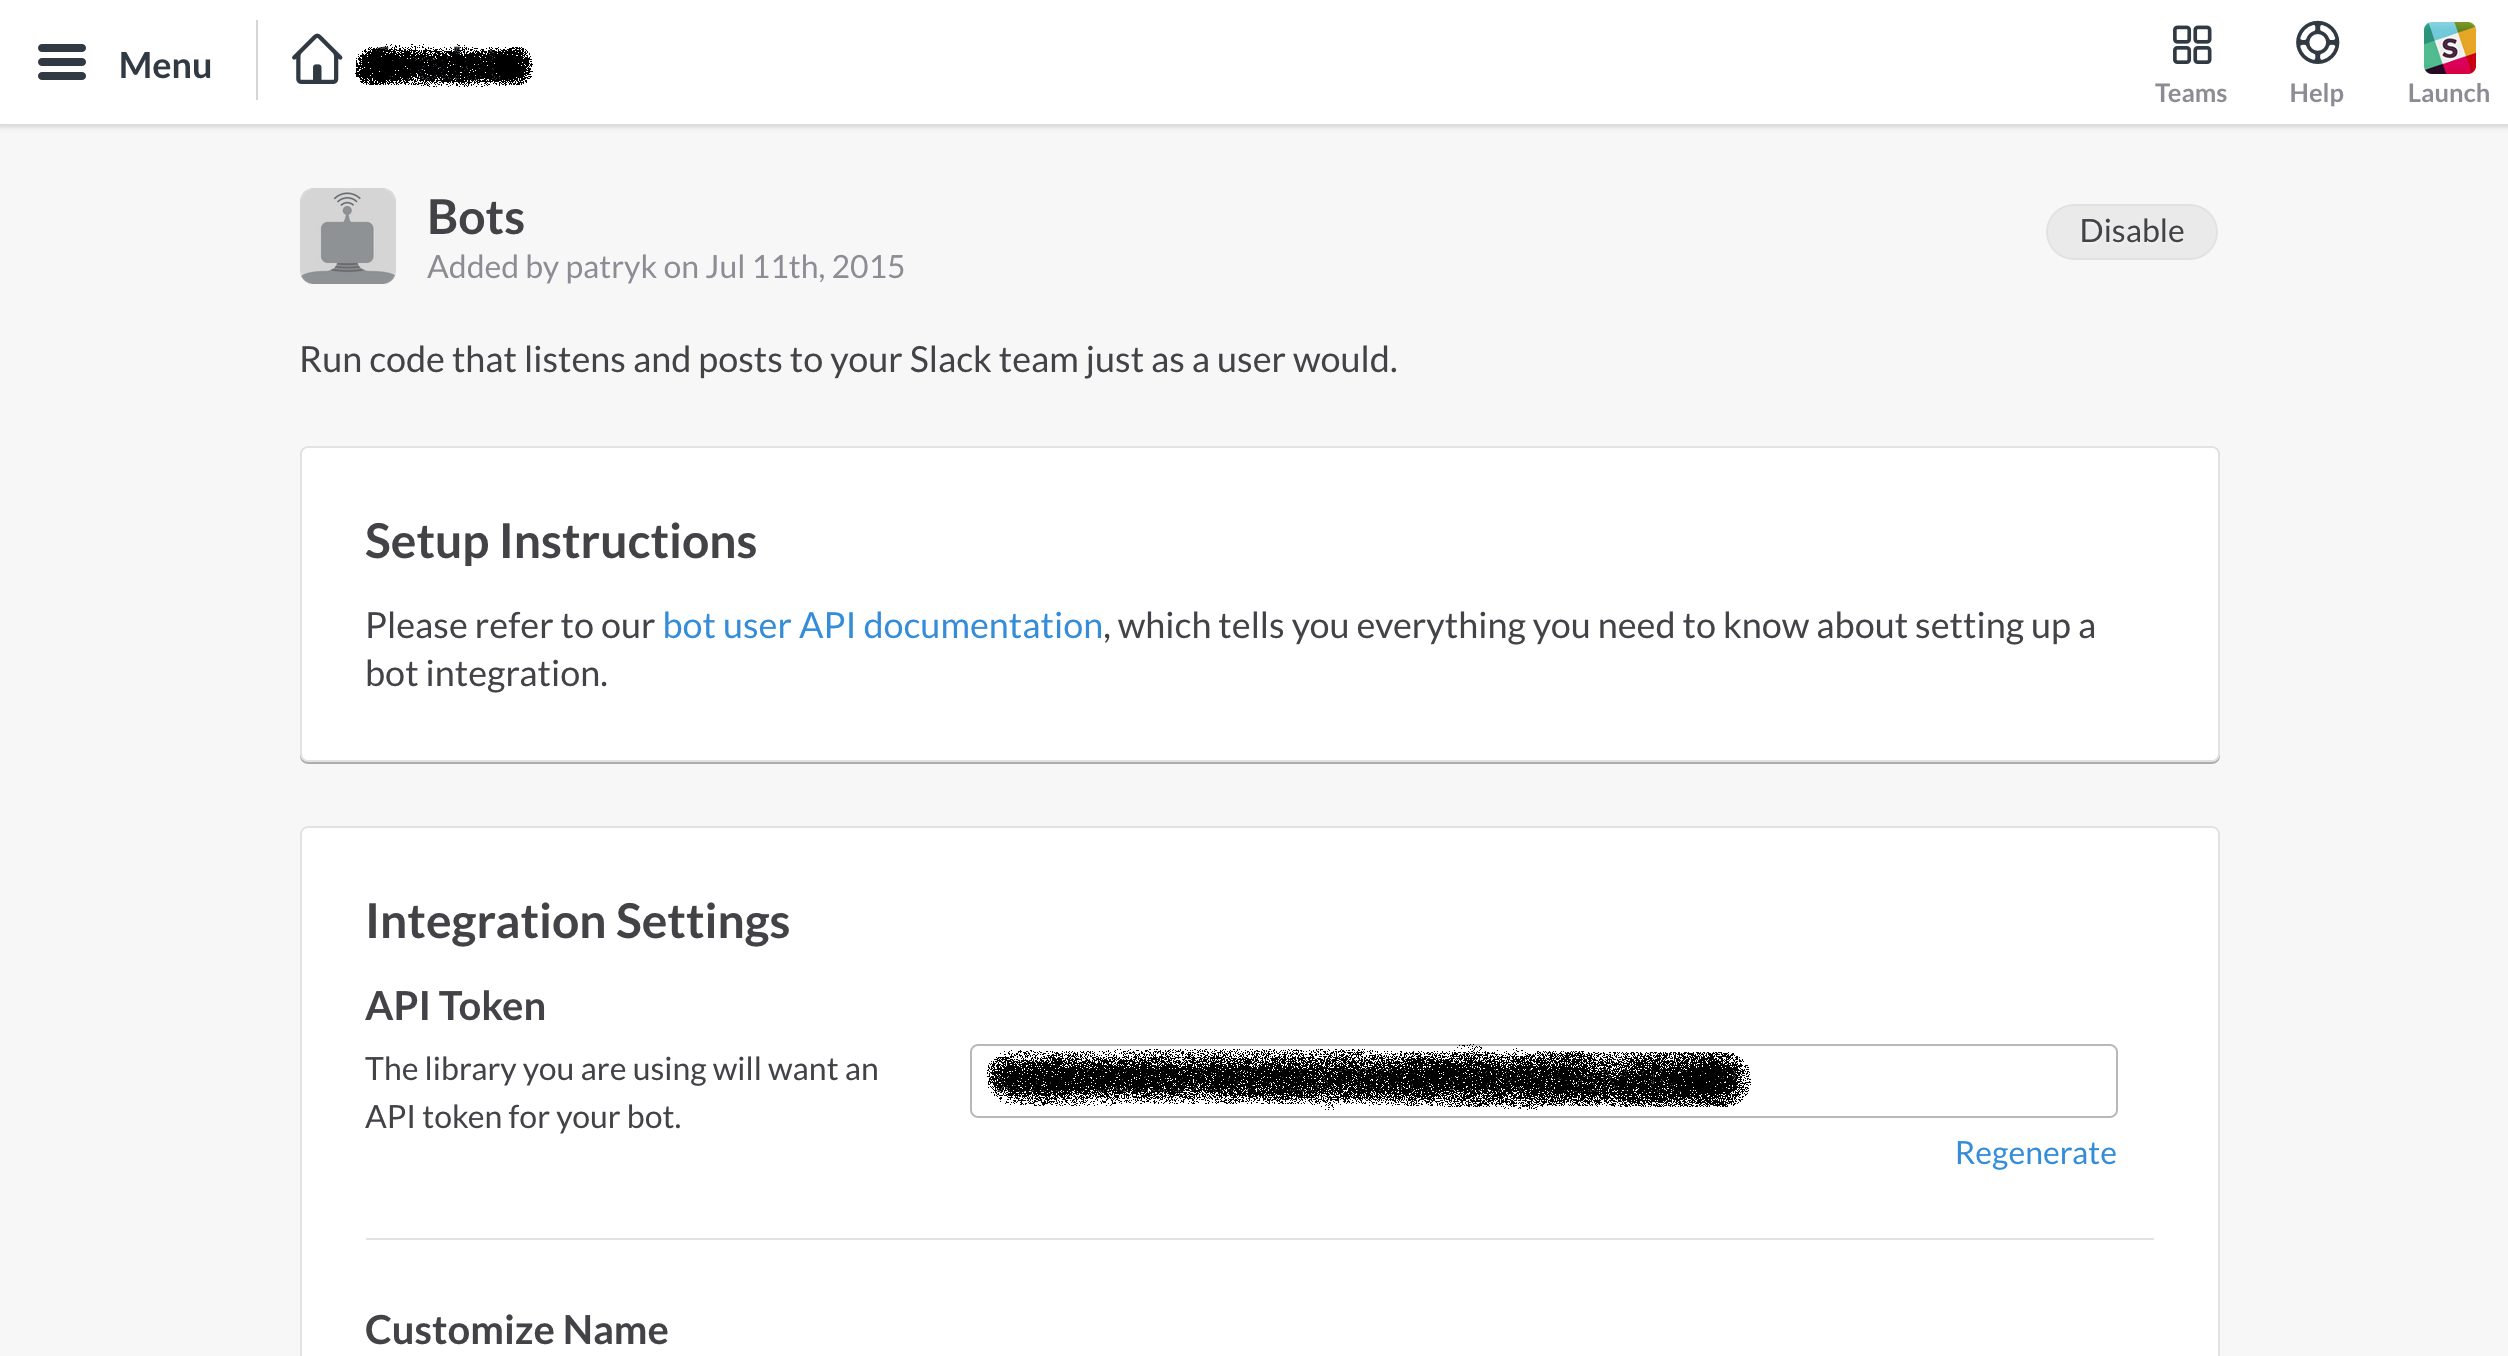 Menu
Teams
Help
S
Launch
Bots
Added by patryk on Jul 11th, 2015
Disable
Run code that listens and posts to your Slack team just as a user would.
Setup Instructions
Please refer to our bot user API documentation, which tells you everything you need to know about setting up a
bot integration.
Integration Settings
API Token
The library you are using will want an
API token for your bot.
Regenerate
Customize Name